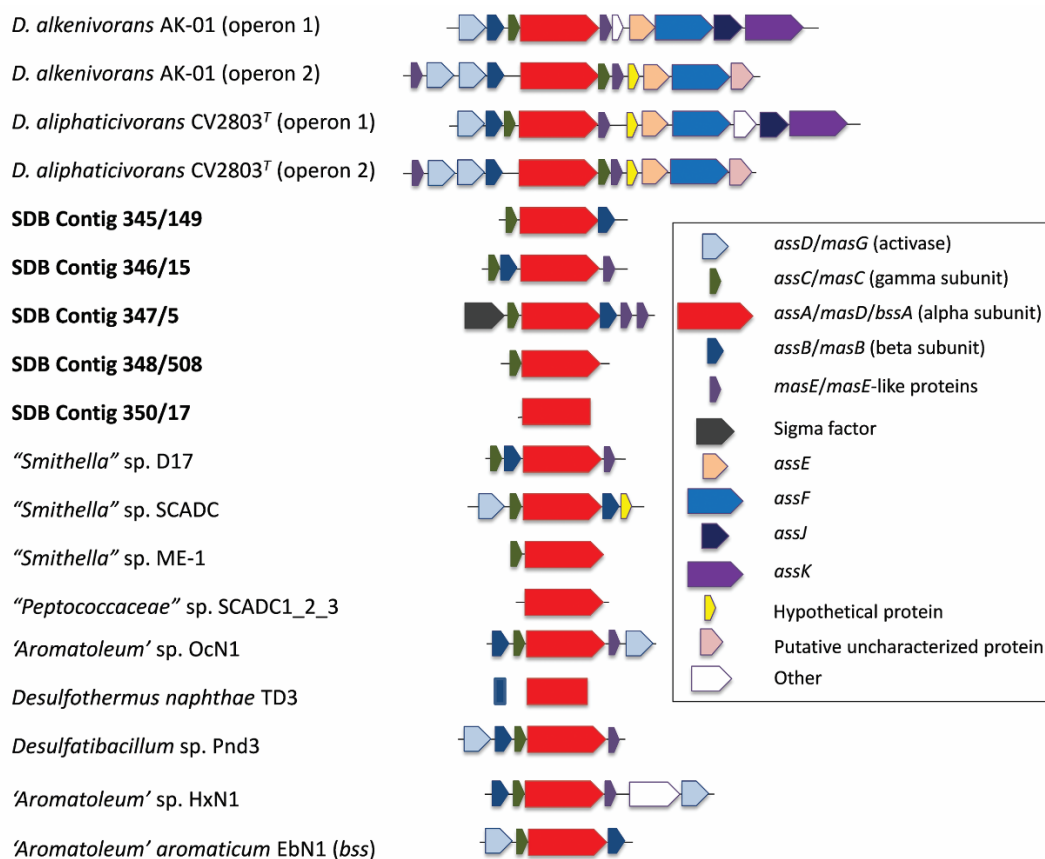 D. alkenivorans AK-01 (operon 1)
D. alkenivorans AK-01 (operon 2)
D. aliphaticivorans CV2803ᵀ (operon 1)
D. aliphaticivorans CV2803ᵀ (operon 2)
SDB Contig 345/149
SDB Contig 346/15
SDB Contig 347/5
SDB Contig 348/508
SDB Contig 350/17
“Smithella” sp. D17
“Smithella” sp. SCADC
“Smithella” sp. ME-1
“Peptococcaceae” sp. SCADC1_2_3
‘Aromatoleum’ sp. OcN1
Desulfothermus naphthae TD3
Desulfatibacillum sp. Pnd3
‘Aromatoleum’ sp. HxN1
‘Aromatoleum’ aromaticum EbN1 (bss)
assD/masG (activase)
assC/masC (gamma subunit)
assA/masD/bssA (alpha subunit)
assB/masB (beta subunit)
masE/masE-like proteins
Sigma factor
assE
assF
assJ
assK
Hypothetical protein
Putative uncharacterized protein
Other